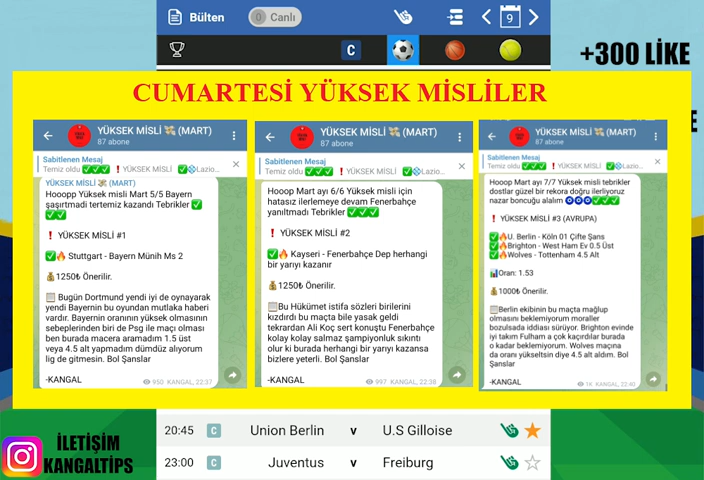 Bülten
0 Canlı
9
C
+300 LİKE
E
CUMARTESİ YÜKSEK MİSLİLER
YÜKSEK MİSLİ 💸 (MART)
87 abone
Sabitlenen Mesaj
Temiz oldu ✅✅✅ ❗ YÜKSEK MİSLİ ✅💠Lazio...
YÜKSEK MİSLİ 💸 (MART)
Hooopp Yüksek misli Mart 5/5 Bayern
şaşırtmadı tertemiz kazandı Tebrikler ✅
✅✅
❗ YÜKSEK MİSLİ #1
✅🔥Stuttgart - Bayern Münih Ms 2
💰1250₺ Önerilir.
📋 Bugün Dortmund yendi iyi de oynayarak
yendi Bayernin bu oyundan mutlaka haberi
vardır. Bayernin oranının yüksek olmasının
sebeplerinden biri de Psg ile maçı olması
ben burada macera aramadım 1.5 üst
veya 4.5 alt yapmadım dümdüz alıyorum
lig de gitmesin. Bol Şanslar
-KANGAL
950 KANGAL, 22:37
YÜKSEK MİSLİ 💸 (MART)
87 abone
Sabitlenen Mesaj
Temiz oldu ✅✅✅ ❗ YÜKSEK MİSLİ ✅💠Lazio...
Hooop Mart ayı 6/6 Yüksek misli için
hatasız ilerlemeye devam Fenerbahçe
yanıltmadı Tebrikler ✅✅✅
❗ YÜKSEK MİSLİ #2
✅🔥 Kayseri - Fenerbahçe Dep herhangi
bir yarıyı kazanır
💰1250₺ Önerilir.
📋Bu Hükümet istifa sözleri birilerini
kızdırdı bu maçta bile yasak geldi
tekrardan Ali Koç sert konuştu Fenerbahçe
kolay kolay salmaz şampiyonluk sıkıntı
olur ki burada herhangi bir yarıyı kazansa
bizlere yeterli. Bol Şanslar
-KANGAL
997 KANGAL, 22:38
YÜKSEK MİSLİ 💸 (MART)
87 abone
Sabitlenen Mesaj
Temiz oldu ✅✅✅ ❗ YÜKSEK MİSLİ ✅💠Lazio...
Hooop Mart ayı 7/7 Yüksek misli tebrikler
dostlar güzel bir rekora doğru ilerliyoruz
nazar boncuğu alalım 🧿🧿🧿✅✅✅
❗ YÜKSEK MİSLİ #3 (AVRUPA)
✅🔥U. Berlin - Köln 01 Çifte Şans
✅🔥Brighton - West Ham Ev 0.5 Üst
✅🔥Wolves - Tottenham 4.5 Alt
📊Oran: 1.53
💰1000₺ Önerilir.
📋Berlin ekibinin bu maçta mağlup
olmasını beklemiyorum moraller
bozulsada iddiası sürüyor. Brighton evinde
iyi takım Fulham a çok kaçırdılar burada
o kadar beklemiyorum. Wolves maçına
da oranı yükseltsin diye 4.5 alt aldım. Bol
Şanslar
-KANGAL
1K KANGAL, 22:40
20:45 C Union Berlin v U.S Gilloise
23:00 C Juventus v Freiburg
İLETİŞİM
KANGALTİPS